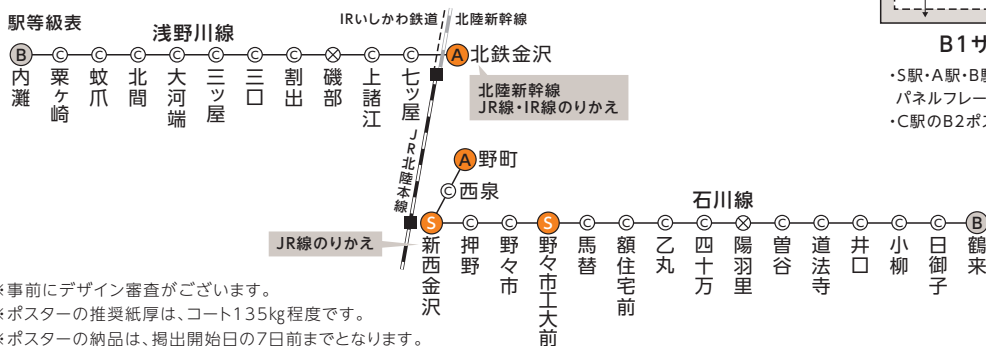 駅等級表
浅野川線
IRいしかわ鉄道
北陸新幹線
B
C
C
C
C
C
C
C
C
C
A
北鉄金沢
内灘
粟ヶ崎
蚊爪
北間
大河端
三ツ屋
三口
割出
磯部
上諸江
七ツ屋
北陸新幹線
JR線・IR線のりかえ
JR北陸本線
A
野町
C
西泉
石川線
S
C
C
S
C
C
C
C
C
C
C
C
C
B
JR線のりかえ
新西金沢
押野
野々市
野々市工大前
馬替
額住宅前
乙丸
四十万
陽羽里
曽谷
道法寺
井口
小柳
日御子
鶴来
※事前にデザイン審査がございます。
※ポスターの推奨紙厚は、コート135kg程度です。
※ポスターの納品は、掲出開始日の7日前までとなります。
B1サ
・S駅・A駅・B駅
パネルフレー
・C駅のB2ポス